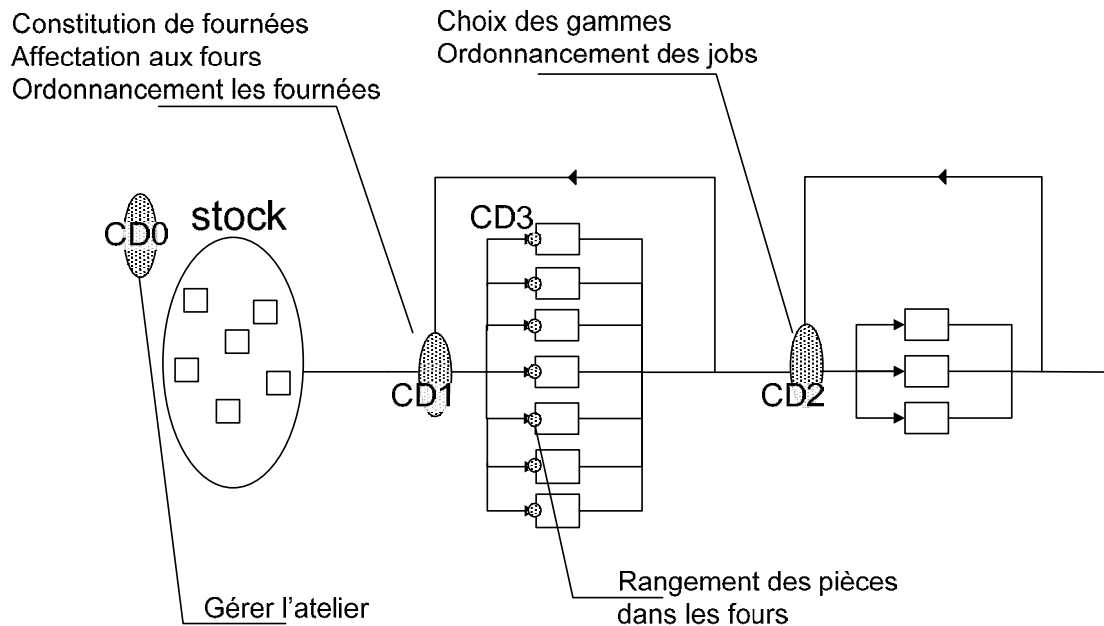 Constitution de fournées
Affectation aux fours
Ordonnancement les fournées
Choix des gammes
Ordonnancement des jobs
CD0
stock
CD3
CD1
CD2
Gérer l'atelier
Rangement des pièces
dans les fours